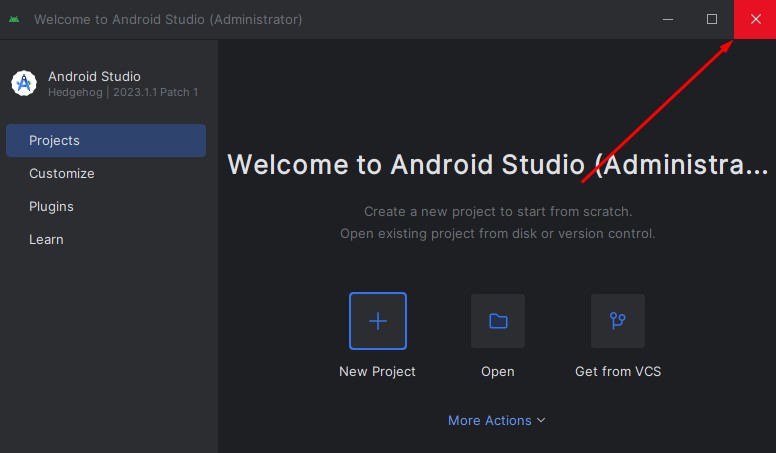 Welcome to Android Studio (Administrator)
Android Studio
Hedgehog | 2023.1.1 Patch 1
Projects
Customize
Plugins
Learn
Welcome to Android Studio (Administra...
Create a new project to start from scratch.
Open existing project from disk or version control.
New Project
Open
Get from VCS
More Actions